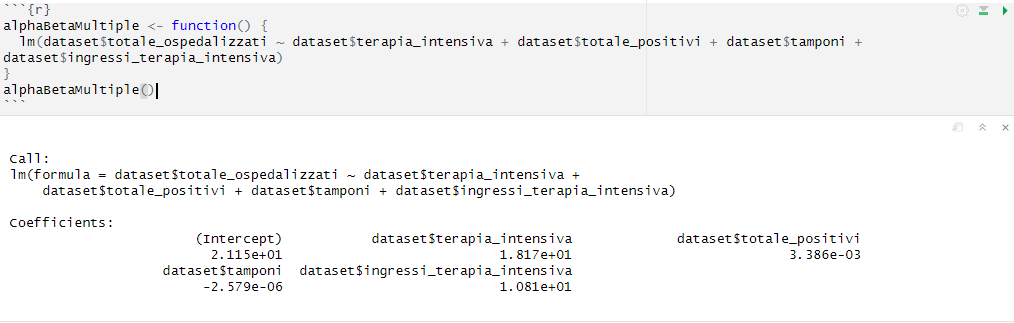 ```{r}
alphaBetaMultiple <- function() {
  lm(dataset$totale_ospedalizzati ~ dataset$terapia_intensiva + dataset$totale_positivi + dataset$tamponi +
dataset$ingressi_terapia_intensiva)
}
alphaBetaMultiple()
```
Call:
lm(formula = dataset$totale_ospedalizzati ~ dataset$terapia_intensiva +
    dataset$totale_positivi + dataset$tamponi + dataset$ingressi_terapia_intensiva)
Coefficients:
(Intercept) dataset$terapia_intensiva dataset$totale_positivi
2.115e+01 1.817e+01 3.386e-03
dataset$tamponi dataset$ingressi_terapia_intensiva
-2.579e-06 1.081e+01